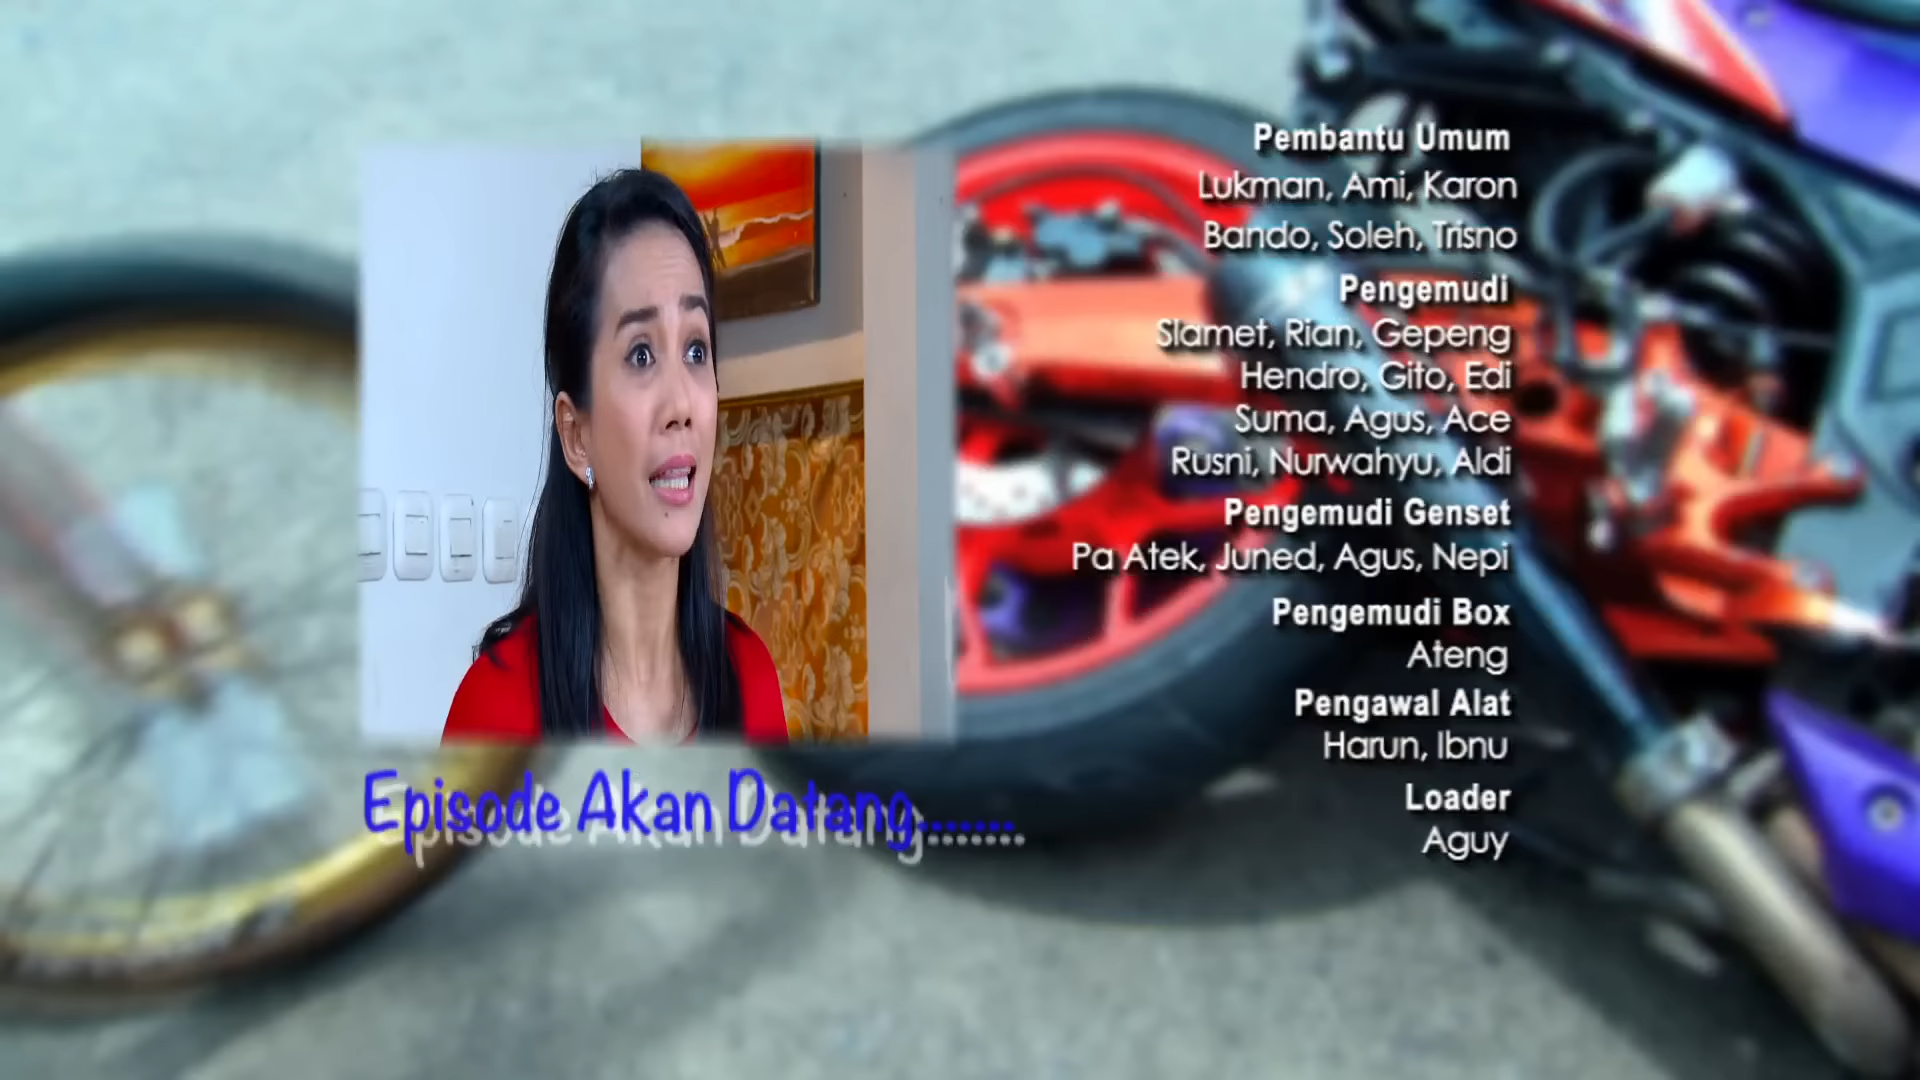 Pembantu Umum
Lukman, Ami, Karon
Bando, Soleh, Trisno
Pengemudi
Slamet, Rian, Gepeng
Hendro, Gito, Edi
Suma, Agus, Ace
Rusni, Nurwahyu, Aldi
Pengemudi Genset
Pa Atek, Juned, Agus, Nepi
Pengemudi Box
Ateng
Pengawal Alat
Harun, Ibnu
Loader
Aguy
Episode Akan Datang.......